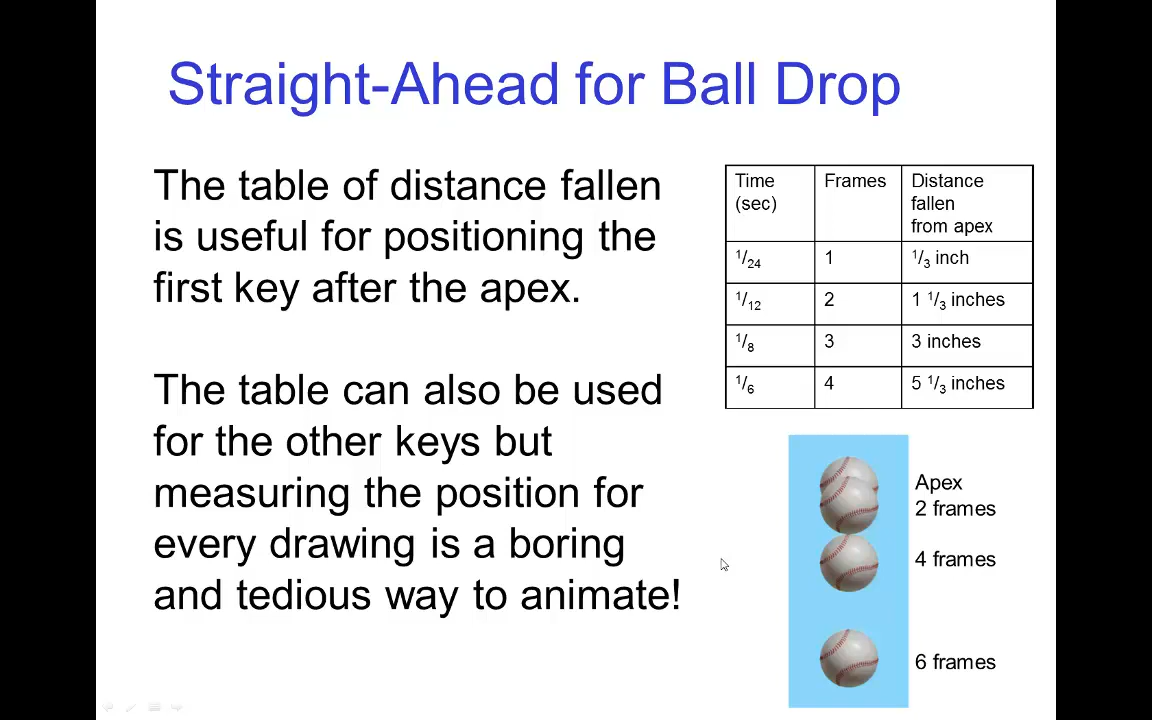 Straight-Ahead for Ball Drop
The table of distance fallen
is useful for positioning the
first key after the apex.
The table can also be used
for the other keys but
measuring the position for
every drawing is a boring
and tedious way to animate!
Time (sec) Frames Distance fallen from apex
1/24 1 1/3 inch
1/12 2 1 1/3 inches
1/8 3 3 inches
1/6 4 5 1/3 inches
Apex
2 frames
4 frames
6 frames